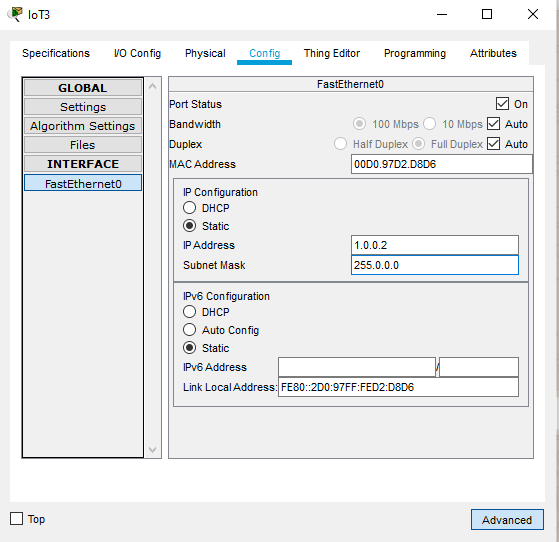 IoT3
Specifications I/O Config Physical Config Thing Editor Programming Attributes
GLOBAL
Settings
Algorithm Settings
Files
INTERFACE
FastEthernet0
FastEthernet0
Port Status On
Bandwidth 100 Mbps 10 Mbps Auto
Duplex Half Duplex Full Duplex Auto
MAC Address 00D0.97D2.D8D6
IP Configuration
DHCP
Static
IP Address 1.0.0.2
Subnet Mask 255.0.0.0
IPv6 Configuration
DHCP
Auto Config
Static
IPv6 Address /
Link Local Address: FE80::2D0:97FF:FED2:D8D6
Top Advanced